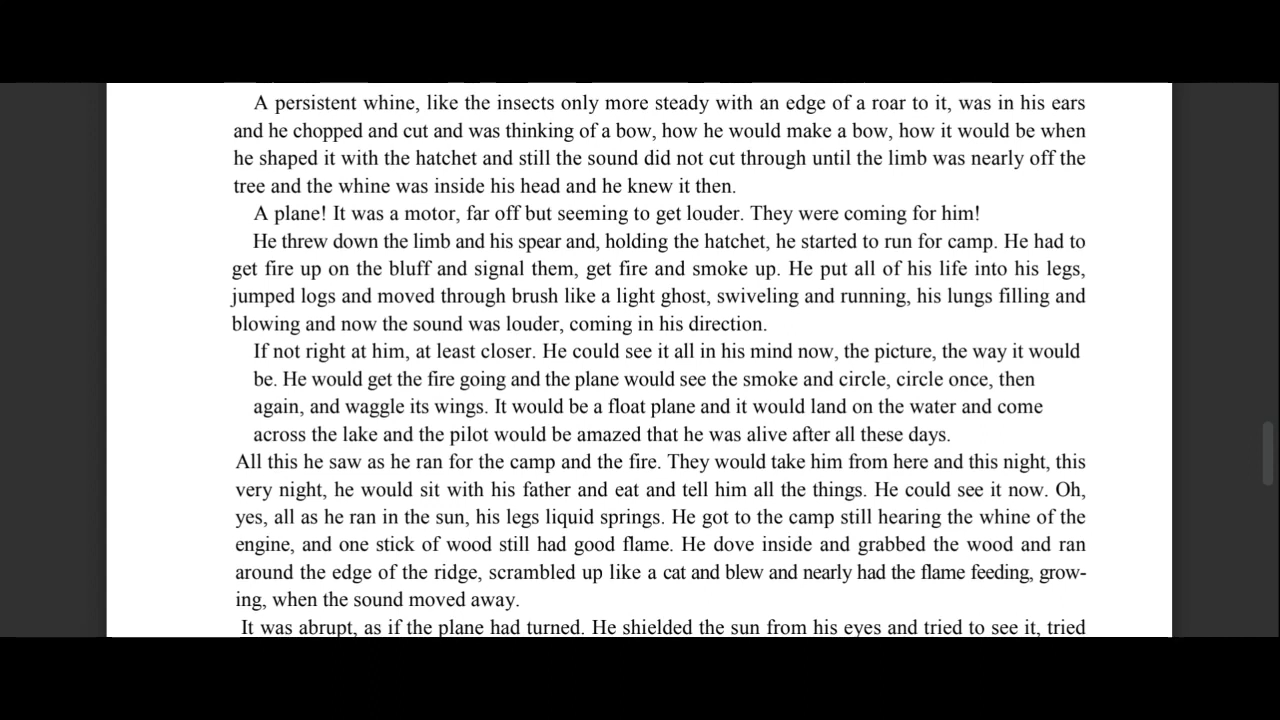 A persistent whine, like the insects only more steady with an edge of a roar to it, was in his ears
and he chopped and cut and was thinking of a bow, how he would make a bow, how it would be when
he shaped it with the hatchet and still the sound did not cut through until the limb was nearly off the
tree and the whine was inside his head and he knew it then.
A plane! It was a motor, far off but seeming to get louder. They were coming for him!
He threw down the limb and his spear and, holding the hatchet, he started to run for camp. He had to
get fire up on the bluff and signal them, get fire and smoke up. He put all of his life into his legs,
jumped logs and moved through brush like a light ghost, swiveling and running, his lungs filling and
blowing and now the sound was louder, coming in his direction.
If not right at him, at least closer. He could see it all in his mind now, the picture, the way it would
be. He would get the fire going and the plane would see the smoke and circle, circle once, then
again, and waggle its wings. It would be a float plane and it would land on the water and come
across the lake and the pilot would be amazed that he was alive after all these days.
All this he saw as he ran for the camp and the fire. They would take him from here and this night, this
very night, he would sit with his father and eat and tell him all the things. He could see it now. Oh,
yes, all as he ran in the sun, his legs liquid springs. He got to the camp still hearing the whine of the
engine, and one stick of wood still had good flame. He dove inside and grabbed the wood and ran
around the edge of the ridge, scrambled up like a cat and blew and nearly had the flame feeding, grow-
ing, when the sound moved away.
It was abrupt, as if the plane had turned. He shielded the sun from his eyes and tried to see it, tried